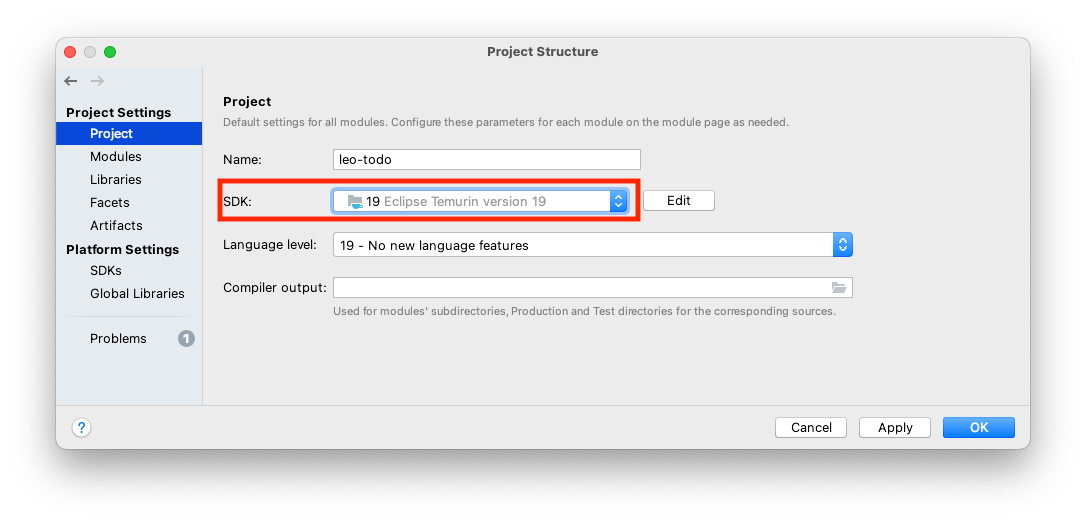 Project Structure
Project Settings
Project
Modules
Libraries
Facets
Artifacts
Platform Settings
SDKs
Global Libraries
Problems 1
Project
Default settings for all modules. Configure these parameters for each module on the module page as needed.
Name: leo-todo
SDK: 19 Eclipse Temurin version 19 Edit
Language level: 19 - No new language features
Compiler output:
Used for modules' subdirectories, Production and Test directories for the corresponding sources.
? Cancel Apply OK